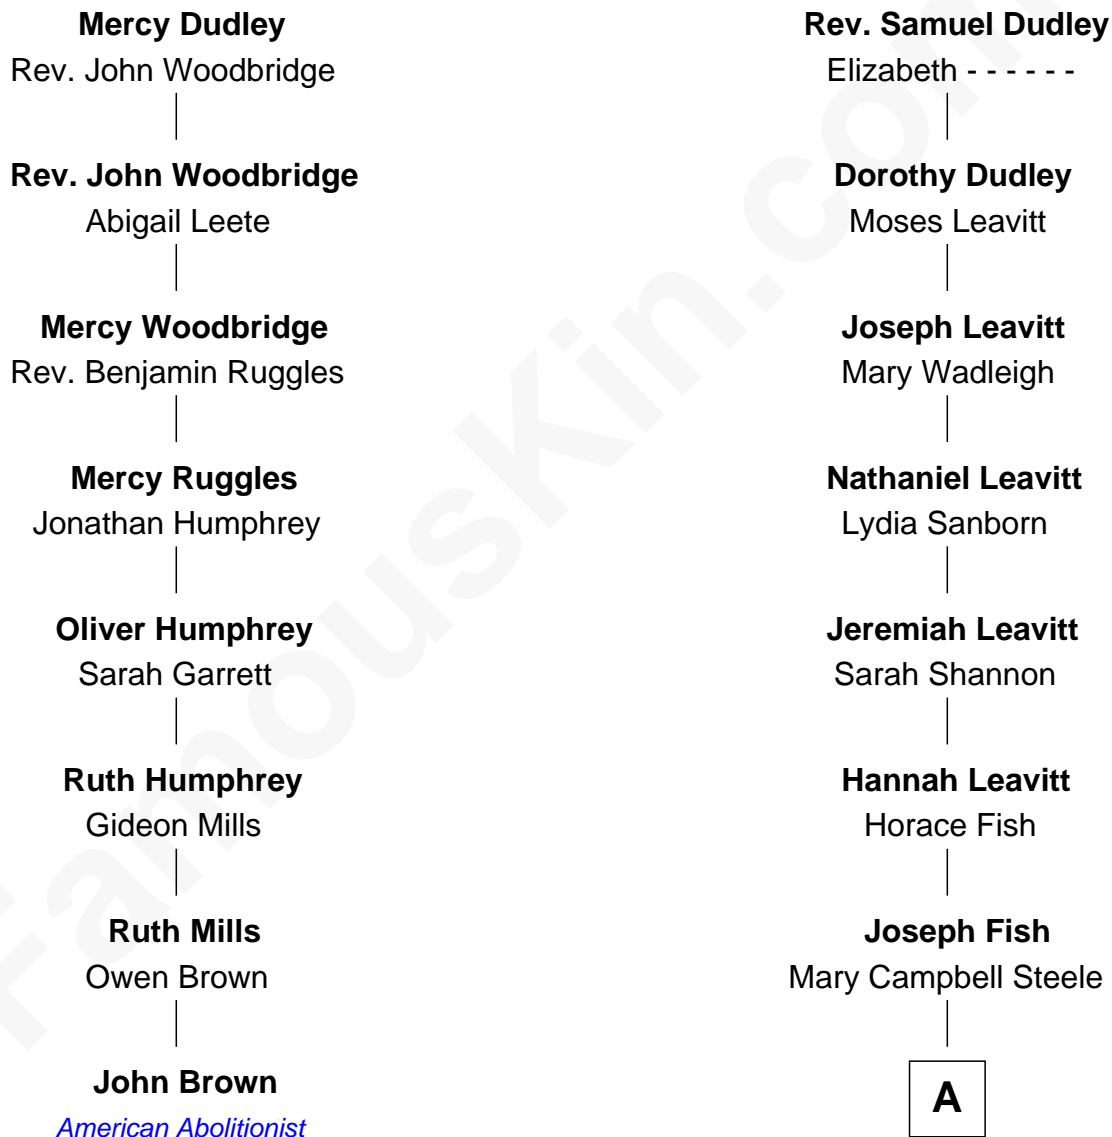 Mercy Dudley
Rev. John Woodbridge
Rev. John Woodbridge
Abigail Leete
Mercy Woodbridge
Rev. Benjamin Ruggles
Mercy Ruggles
Jonathan Humphrey
Oliver Humphrey
Sarah Garrett
Ruth Humphrey
Gideon Mills
Ruth Mills
Owen Brown
John Brown
American Abolitionist
Rev. Samuel Dudley
Elizabeth - - - - - -
Dorothy Dudley
Moses Leavitt
Joseph Leavitt
Mary Wadleigh
Nathaniel Leavitt
Lydia Sanborn
Jeremiah Leavitt
Sarah Shannon
Hannah Leavitt
Horace Fish
Joseph Fish
Mary Campbell Steele
A
FamousKin.com